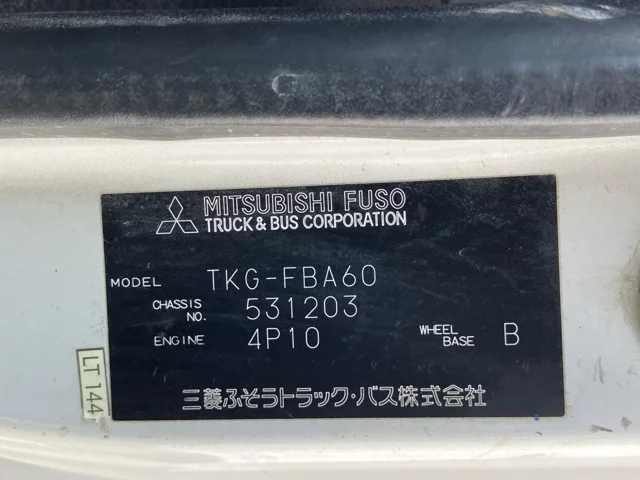 MITSUBISHI FUSO
TRUCK & BUS CORPORATION
MODEL TKG-FBA60
CHASSIS NO. 531203
ENGINE 4P10 WHEEL BASE B
三菱ふそうトラック・バス株式会社
LT 144